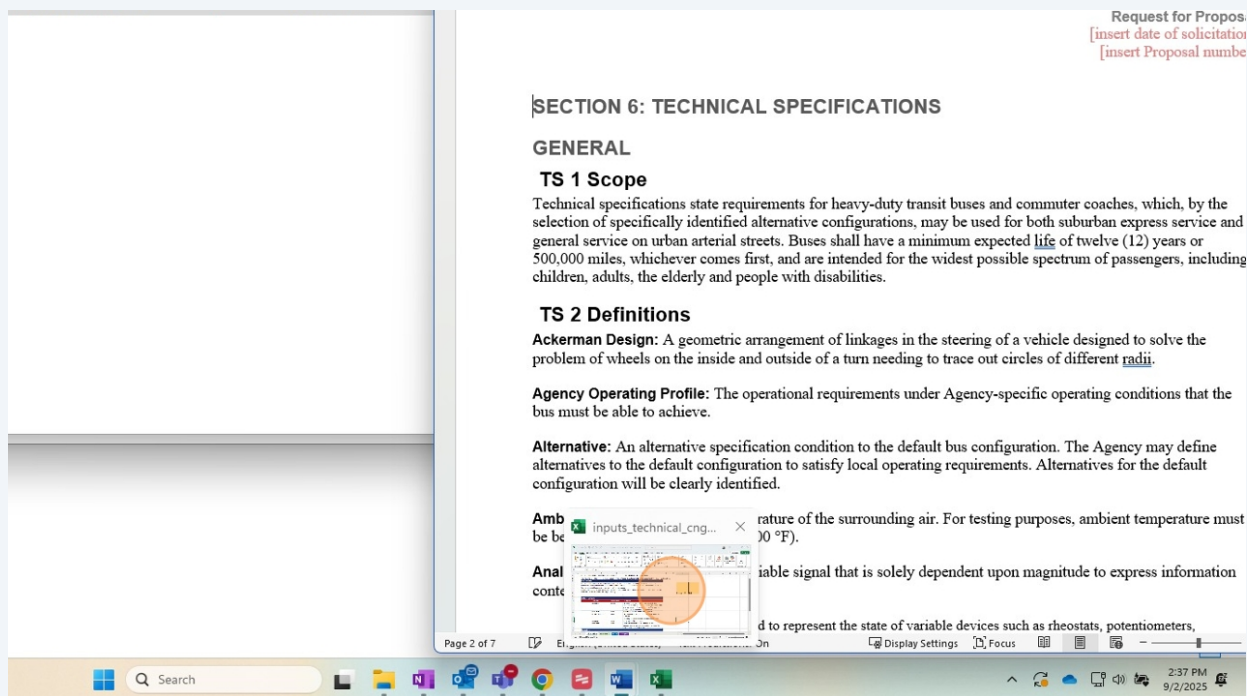 Request for Propos
[insert date of solicitation
[insert Proposal numbe
SECTION 6: TECHNICAL SPECIFICATIONS
GENERAL
TS 1 Scope
Technical specifications state requirements for heavy-duty transit buses and commuter coaches, which, by the
selection of specifically identified alternative configurations, may be used for both suburban express service and
general service on urban arterial streets. Buses shall have a minimum expected life of twelve (12) years or
500,000 miles, whichever comes first, and are intended for the widest possible spectrum of passengers, including
children, adults, the elderly and people with disabilities.
TS 2 Definitions
Ackerman Design: A geometric arrangement of linkages in the steering of a vehicle designed to solve the
problem of wheels on the inside and outside of a turn needing to trace out circles of different radii.
Agency Operating Profile: The operational requirements under Agency-specific operating conditions that the
bus must be able to achieve.
Alternative: An alternative specification condition to the default bus configuration. The Agency may define
alternatives to the default configuration to satisfy local operating requirements. Alternatives for the default
configuration will be clearly identified.
Amb rature of the surrounding air. For testing purposes, ambient temperature must
inputs_technical_cng...
be be 00 °F).
Anal iable signal that is solely dependent upon magnitude to express information
conte
d to represent the state of variable devices such as rheostats, potentiometers,
Page 2 of 7 On Display Settings Focus
Search
2:37 PM
9/2/2025